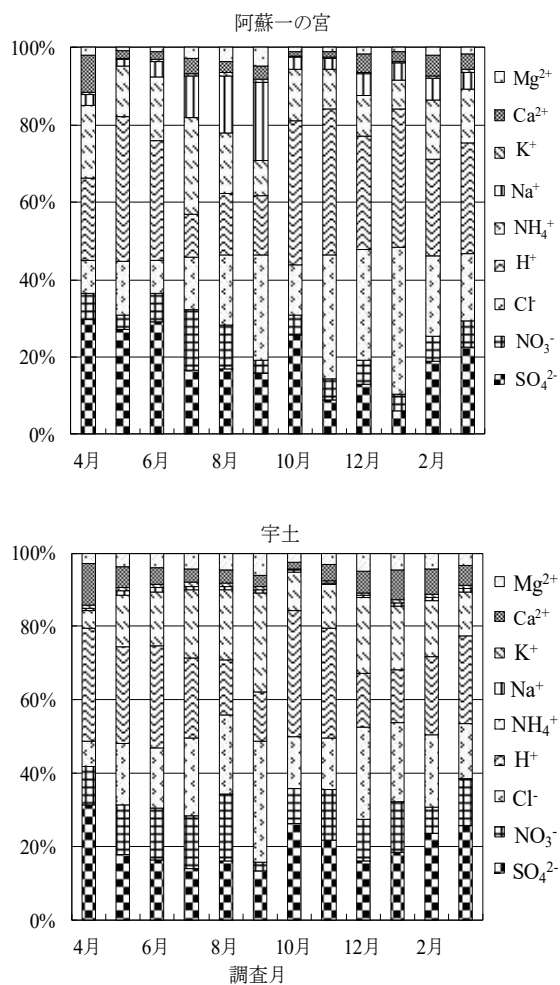 阿蘇一の宮
100%
80%
60%
40%
20%
0%
4月 6月 8月 10月 12月 2月
Mg²⁺
Ca²⁺
K⁺
Na⁺
NH₄⁺
H⁺
Cl⁻
NO₃⁻
SO₄²⁻
宇土
100%
80%
60%
40%
20%
0%
4月 6月 8月 10月 12月 2月
調査月
Mg²⁺
Ca²⁺
K⁺
Na⁺
NH₄⁺
H⁺
Cl⁻
NO₃⁻
SO₄²⁻